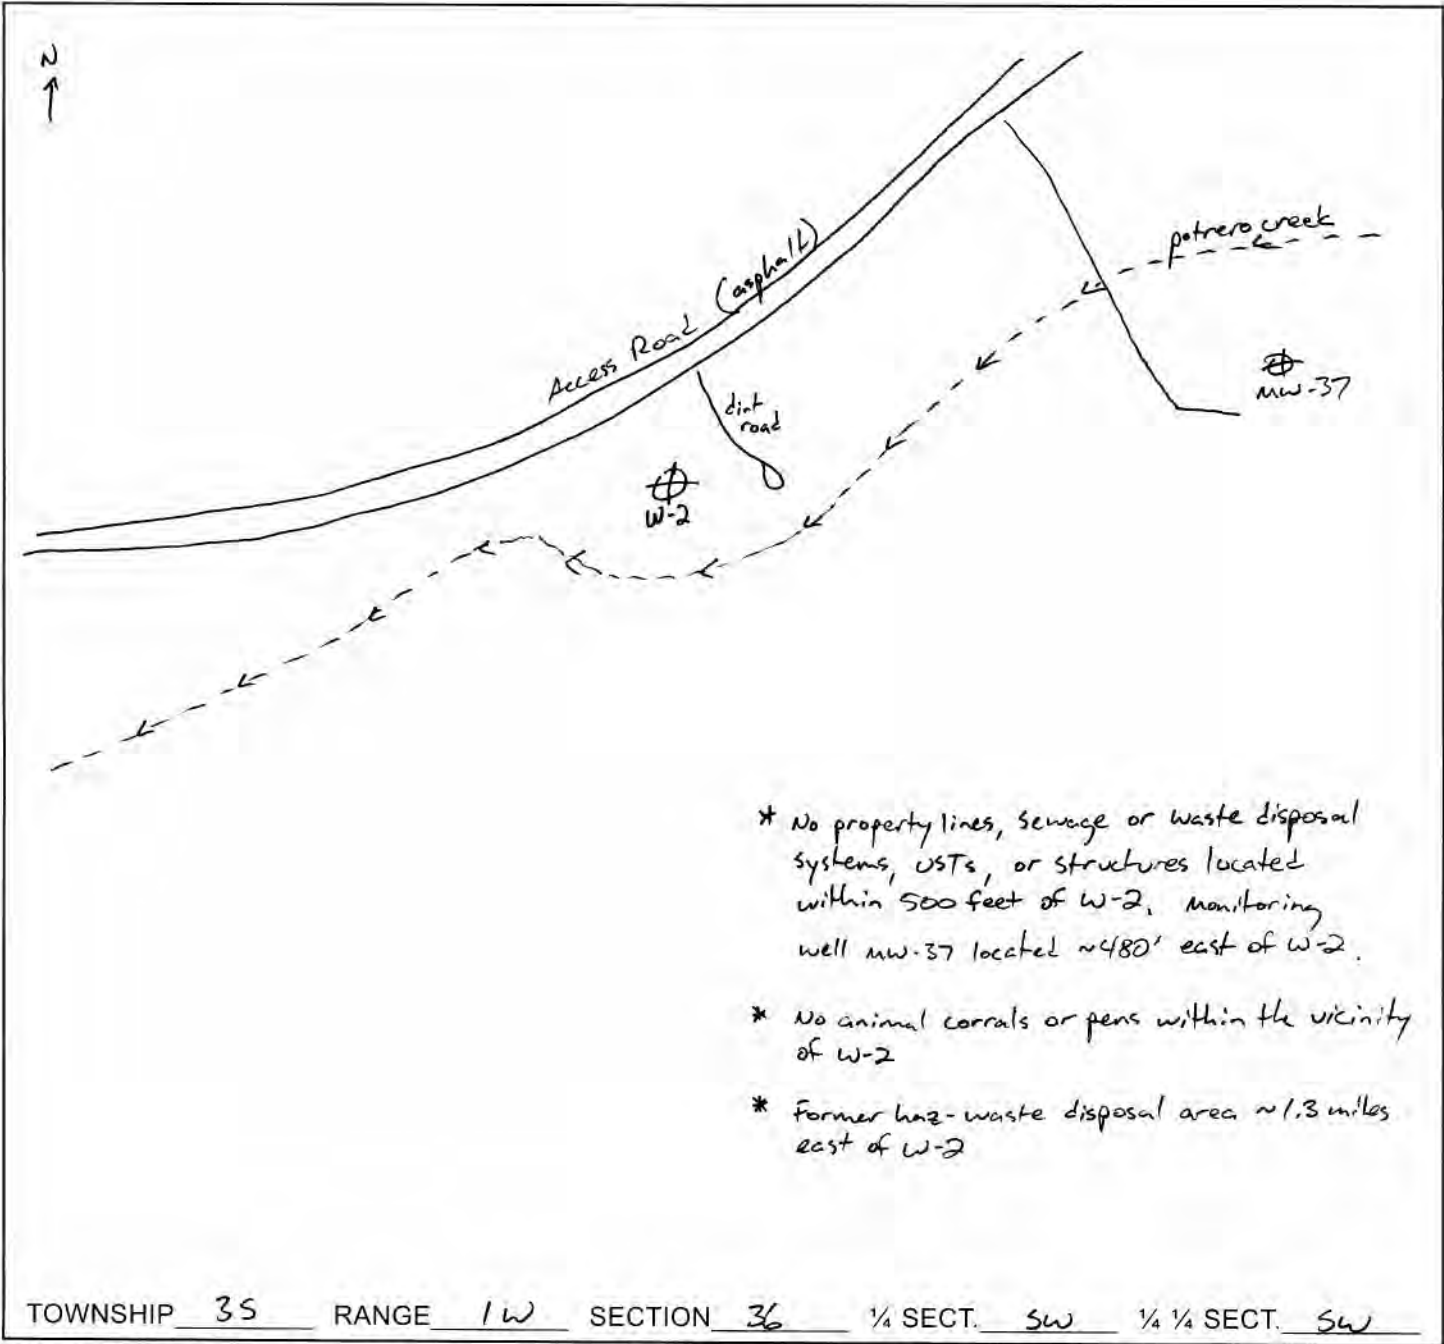 N
potrero creek
Access Road (asphalt)
MW-37
dirt
road
W-2
* No property lines, sewage or waste disposal
systems, USTs, or structures located
within 500 feet of W-2. Monitoring
well MW-37 located ~480' east of W-2.
* No animal corrals or pens within the vicinity
of W-2
* Former haz-waste disposal area ~1.3 miles
east of W-2
TOWNSHIP 3S RANGE 1W SECTION 36 ¼ SECT. SW ¼ ¼ SECT. SW